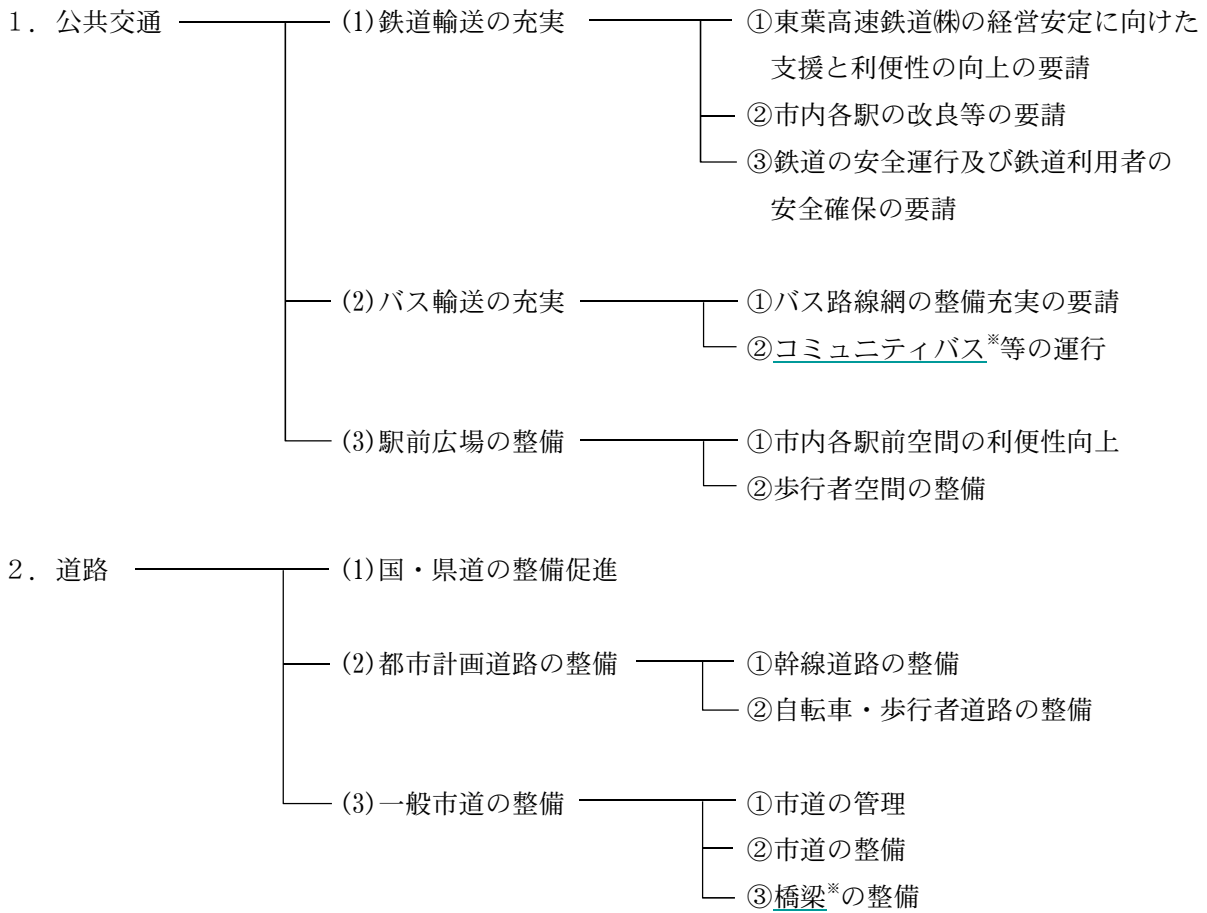 1．公共交通 (1)鉄道輸送の充実 ①東葉高速鉄道㈱の経営安定に向けた
支援と利便性の向上の要請
②市内各駅の改良等の要請
③鉄道の安全運行及び鉄道利用者の
安全確保の要請
(2)バス輸送の充実 ①バス路線網の整備充実の要請
②コミュニティバス※等の運行
(3)駅前広場の整備 ①市内各駅前空間の利便性向上
②歩行者空間の整備
2．道路 (1)国・県道の整備促進
(2)都市計画道路の整備 ①幹線道路の整備
②自転車・歩行者道路の整備
(3)一般市道の整備 ①市道の管理
②市道の整備
③橋梁※の整備